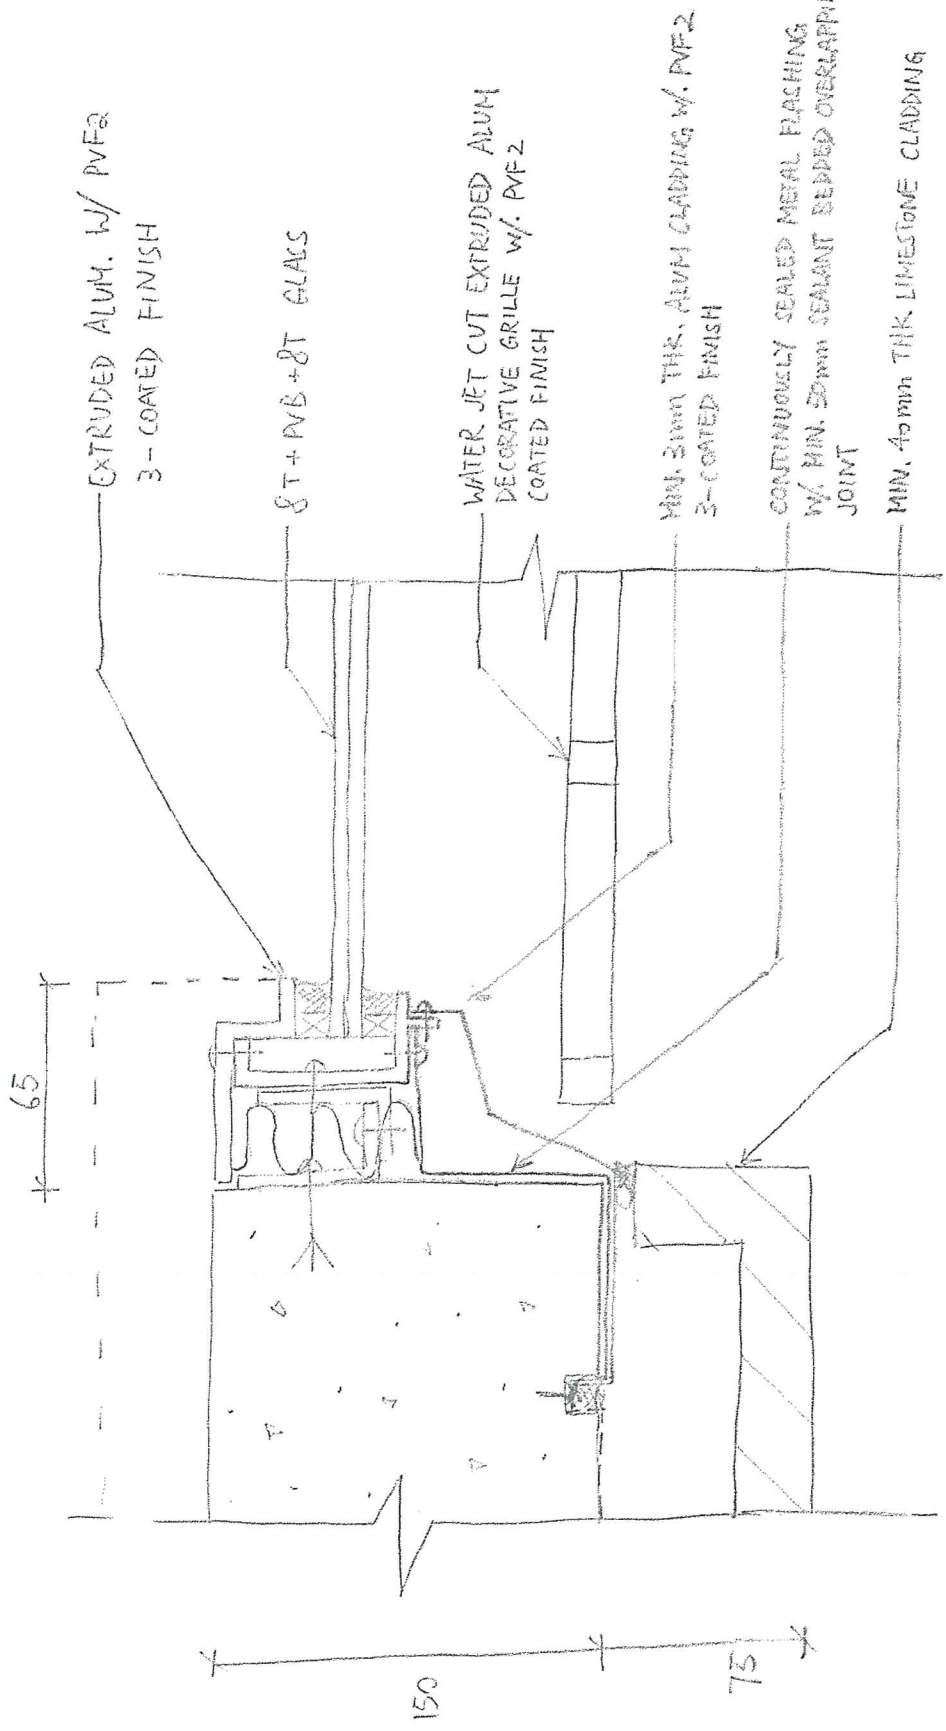 EXTRUDED ALUM. W/ PVF2
3-COATED FINISH
8T+PVB+8T GLASS
WATER JET CUT EXTRUDED ALUM
DECORATIVE GRILLE W/. PVF2
COATED FINISH
MIN. 3mm THK. ALUM CLADDING W/. PVF2
3-COATED FINISH
CONTINUOUSLY SEALED METAL FLASHING
W/ MIN. 50mm SEALANT BEDDED
JOINT
MIN. 40mm THK LIMESTONE CLADDING
65
150
75